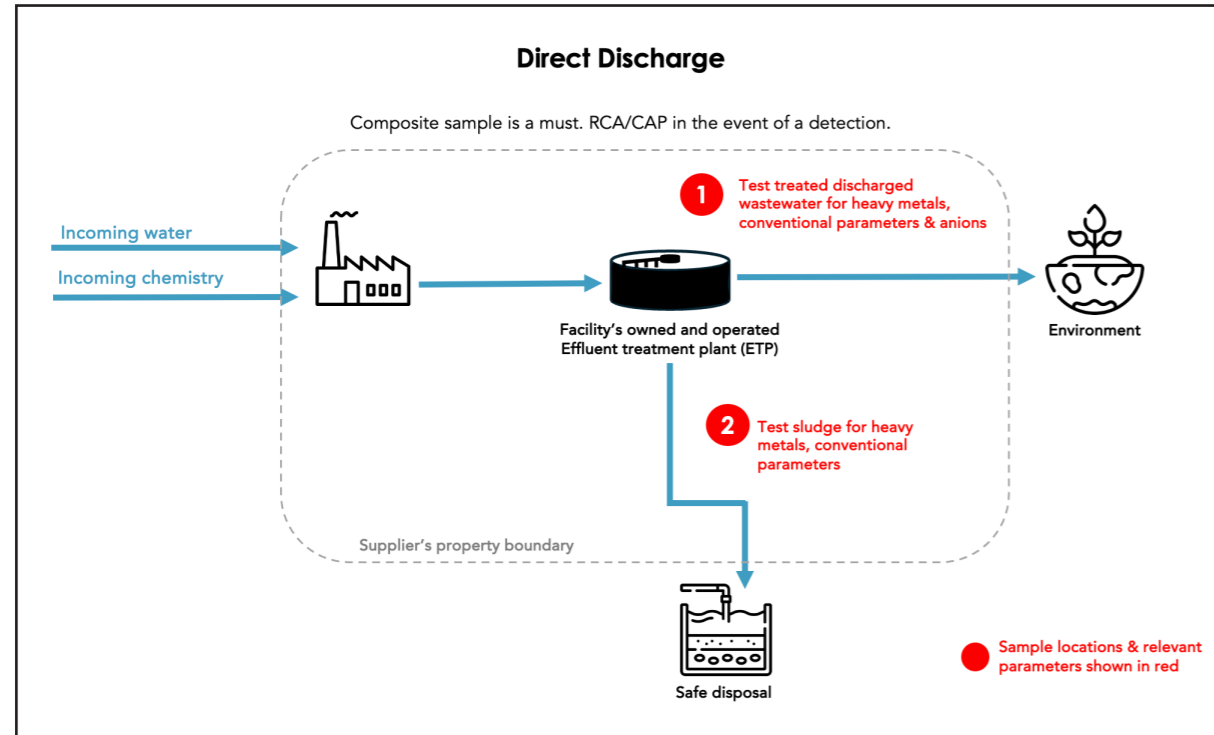 Direct Discharge
Composite sample is a must. RCA/CAP in the event of a detection.
1
Test treated discharged
wastewater for heavy metals,
conventional parameters & anions
Incoming water
Incoming chemistry
Facility's owned and operated
Effluent treatment plant (ETP)
Environment
2
Test sludge for heavy
metals, conventional
parameters
Supplier's property boundary
Safe disposal
Sample locations & relevant
parameters shown in red